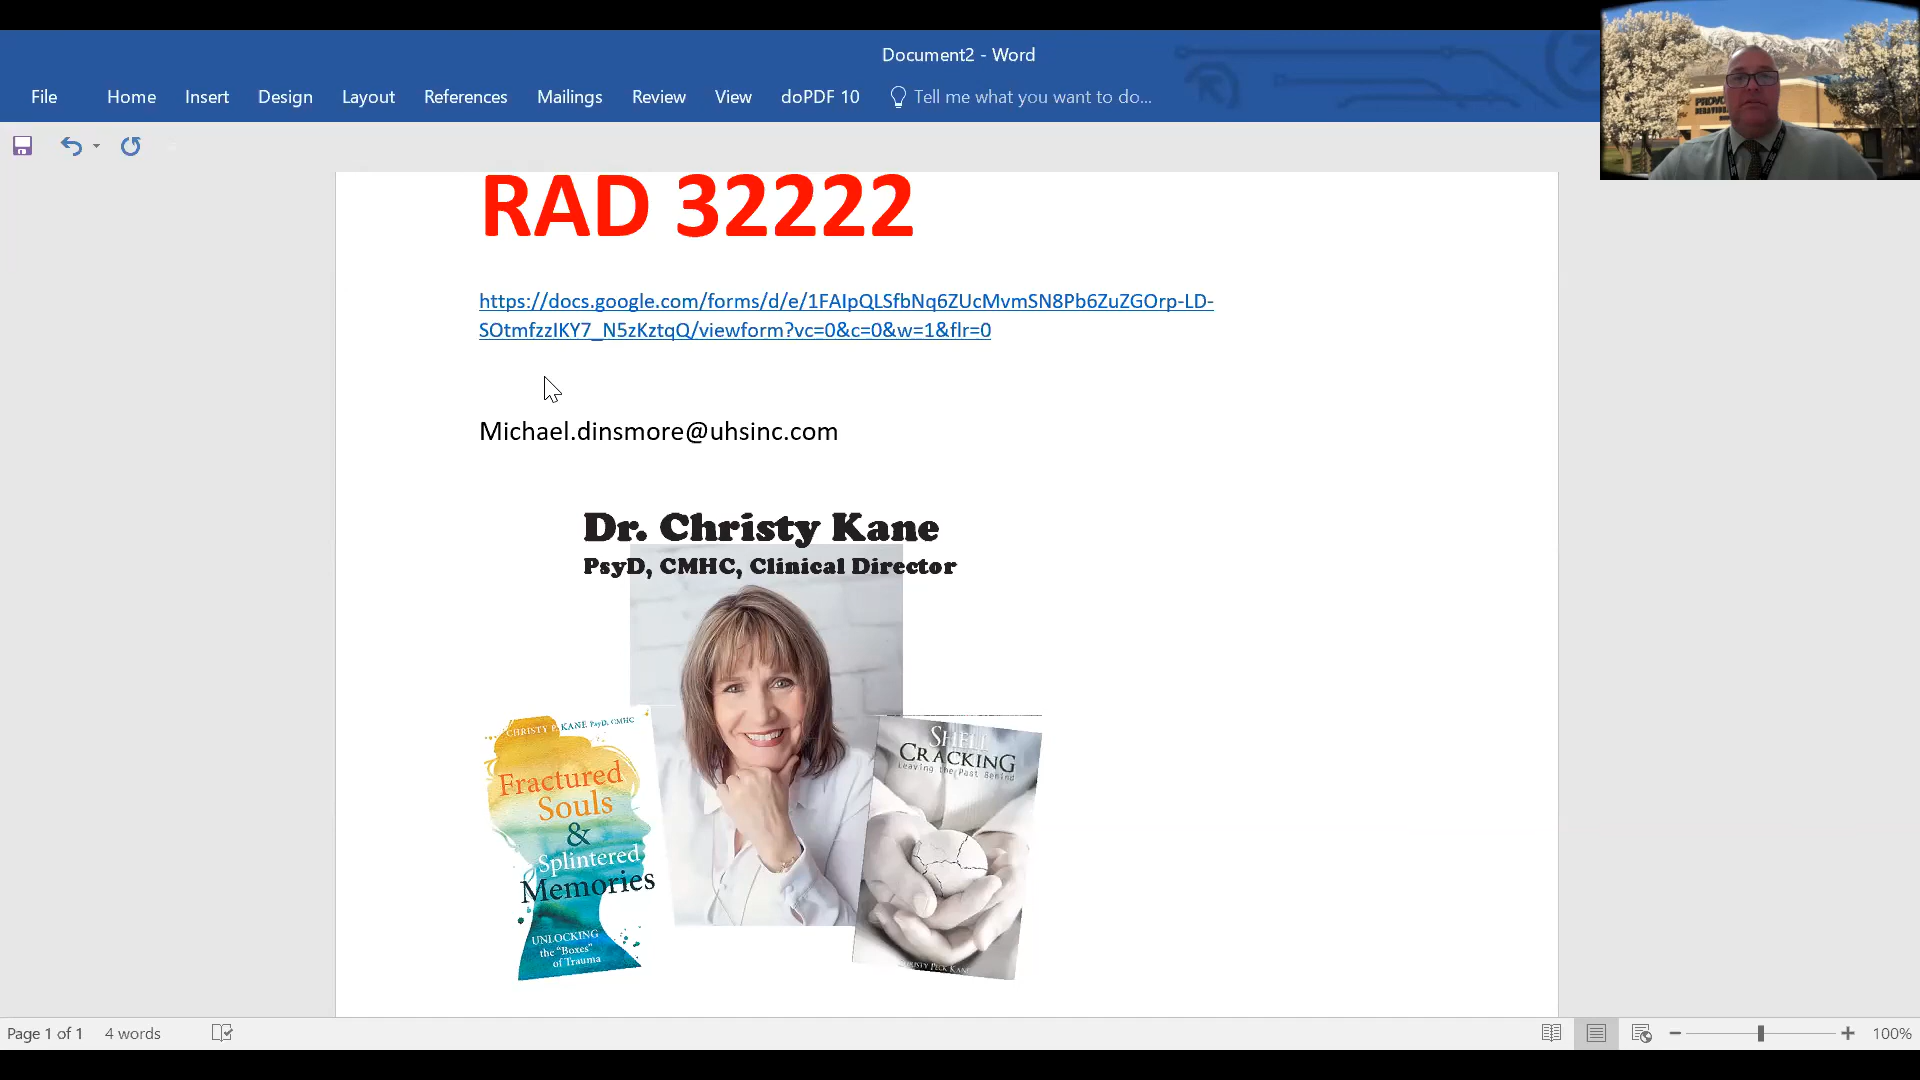 Document2 - Word
File Home Insert Design Layout References Mailings Review View doPDF 10 Tell me what you want to do...
RAD 32222
https://docs.google.com/forms/d/e/1FAIpQLSfbNq6ZUcMvmSN8Pb6ZuZGOrp-LD-
SOtmfzzIKY7_N5zKztqQ/viewform?vc=0&c=0&w=1&flr=0
Michael.dinsmore@uhsinc.com
Dr. Christy Kane
PsyD, CMHC, Clinical Director
CHRISTY P. KANE PsyD, CMHC
Fractured
Souls
&
Splintered
Memories
UNLOCKING
the "Boxes"
of Trauma
SHELL
CRACKING
Leaving the Past Behind
CHRISTY PECK KANE
Page 1 of 1 4 words 100%